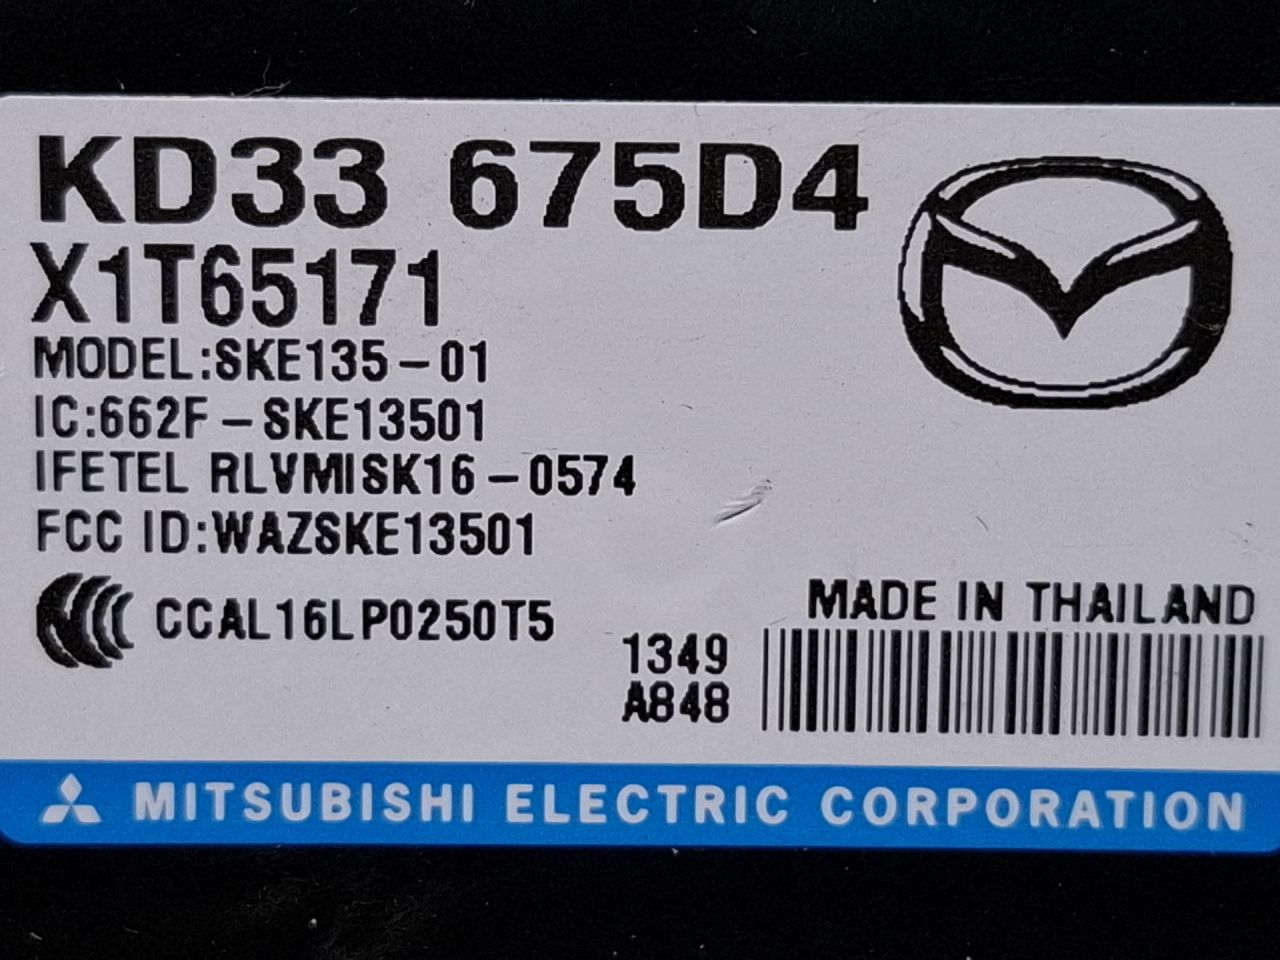 KD33 675D4
X1T65171
MODEL:SKE135-01
IC:662F-SKE13501
IFETEL RLVMISK16-0574
FCC ID:WAZSKE13501
CCAL16LP0250T5
MADE IN THAILAND
1349
A848
MITSUBISHI ELECTRIC CORPORATION